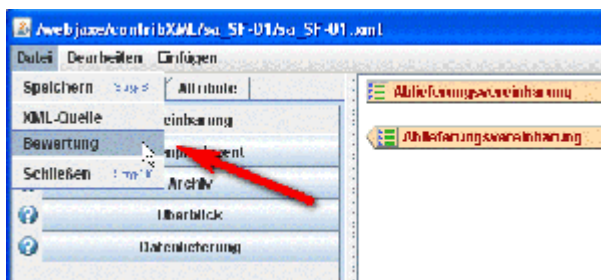 /webjaxe/contribXML/sa_SF-01/sa_SF-01.xml
Datei Bearbeiten Einfügen
Speichern
Attribute
XML-Quelle
einbarung
Bewertung
Schließen
Archiv
Überblick
Datenlieferung
Ablieferungsvereinbarung
Ablieferungsvereinbarung